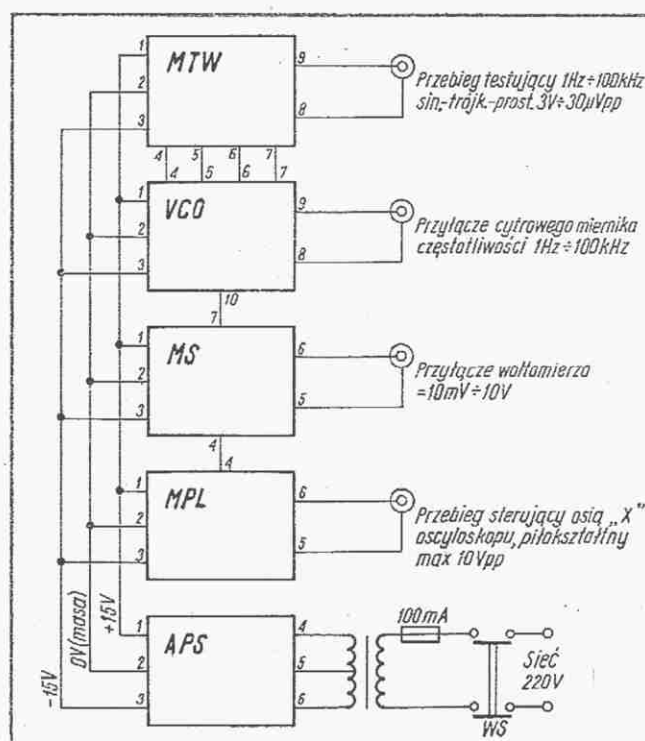 1
MTW
9
2
3
8
Przebieg testujący 1Hz÷100kHz
sin.-trójk.-prost. 3V÷30µVpp
4 5 6 7
4 5 6 7
1
VCO
9
2
3
8
Przyłącze cyfrowego miernika
częstotliwości 1Hz÷100kHz
10
7
1
MS
6
2
3
5
Przyłącze woltomierza
=10mV÷10V
4
4
1
MPL
6
2
3
5
Przebieg sterujący osią „X"
oscyloskopu, piłokształtny
max 10Vpp
-15V
0V(masa)
+15V
1
APS
4
2
5
3
6
100mA
Sieć
220V
WS